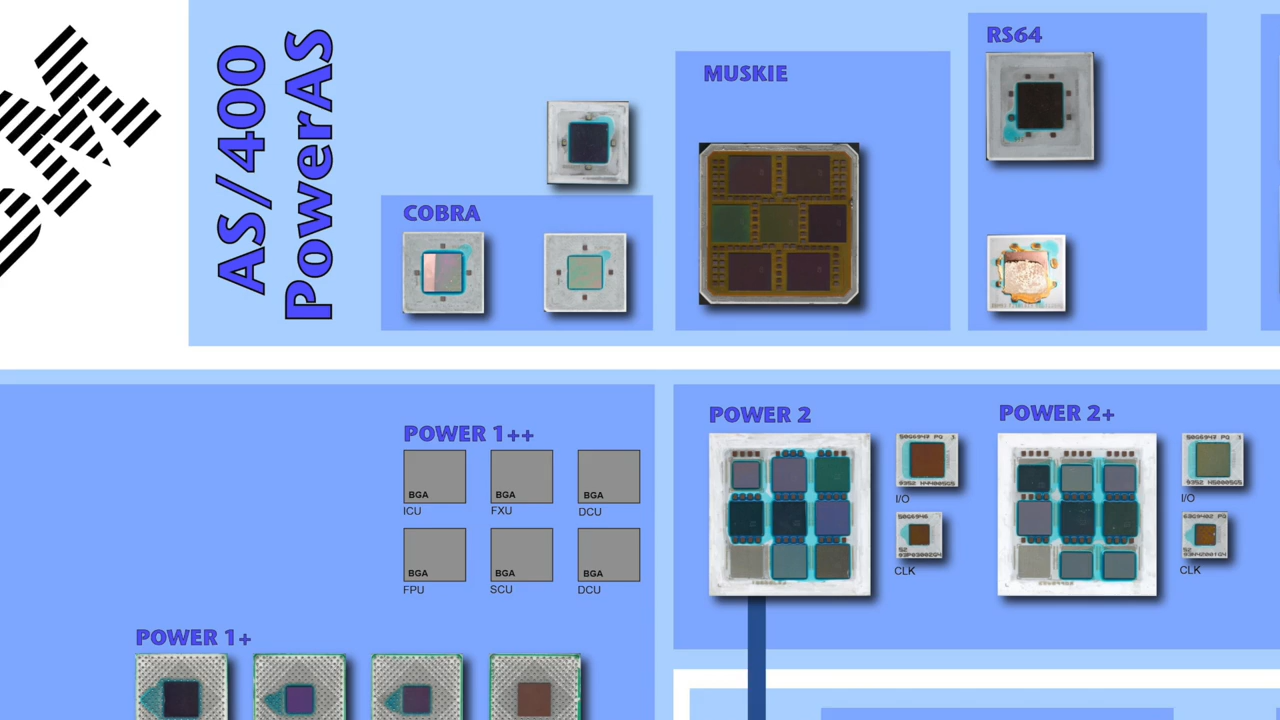 AS/400
PowerAS
COBRA
MUSKIE
RS64
POWER 1++
BGA
ICU
BGA
FXU
BGA
DCU
BGA
FPU
BGA
SCU
BGA
DCU
POWER 1+
POWER 2
I/O
CLK
POWER 2+
I/O
CLK